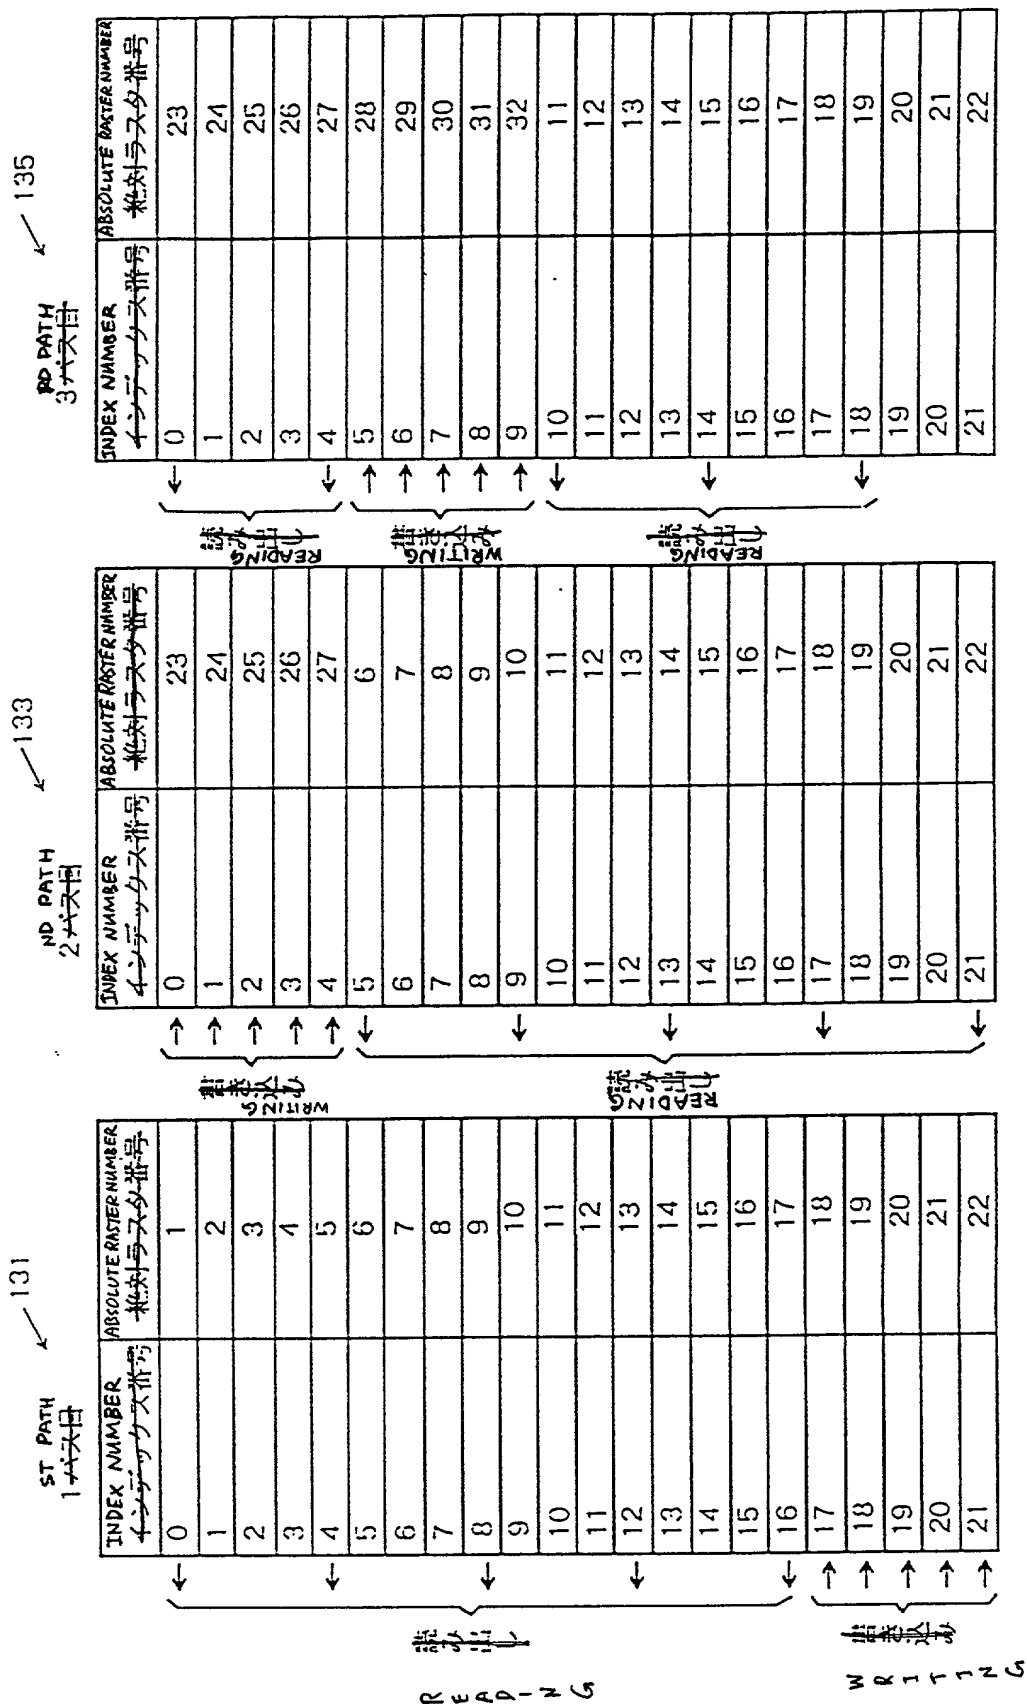 131
1ST PATH
1パス目
INDEX NUMBER ABSOLUTE RASTER NUMBER
インデックス番号 絶対ラスタ番号
0 1
1 2
2 3
3 4
4 5
5 6
6 7
7 8
8 9
9 10
10 11
11 12
12 13
13 14
14 15
15 16
16 17
17 18
18 19
19 20
20 21
21 22
読み出し
READING
書き込み
WRITING
133
ND PATH
2パス目
INDEX NUMBER ABSOLUTE RASTER NUMBER
インデックス番号 絶対ラスタ番号
0 23
1 24
2 25
3 26
4 27
5 6
6 7
7 8
8 9
9 10
10 11
11 12
12 13
13 14
14 15
15 16
16 17
17 18
18 19
19 20
20 21
21 22
書き込み
WRITING
読み出し
READING
135
RD PATH
3パス目
INDEX NUMBER ABSOLUTE RASTER NUMBER
インデックス番号 絶対ラスタ番号
0 23
1 24
2 25
3 26
4 27
5 28
6 29
7 30
8 31
9 32
10 11
11 12
12 13
13 14
14 15
15 16
16 17
17 18
18 19
19 20
20 21
21 22
読み出し
READING
書き込み
WRITING
読み出し
READING